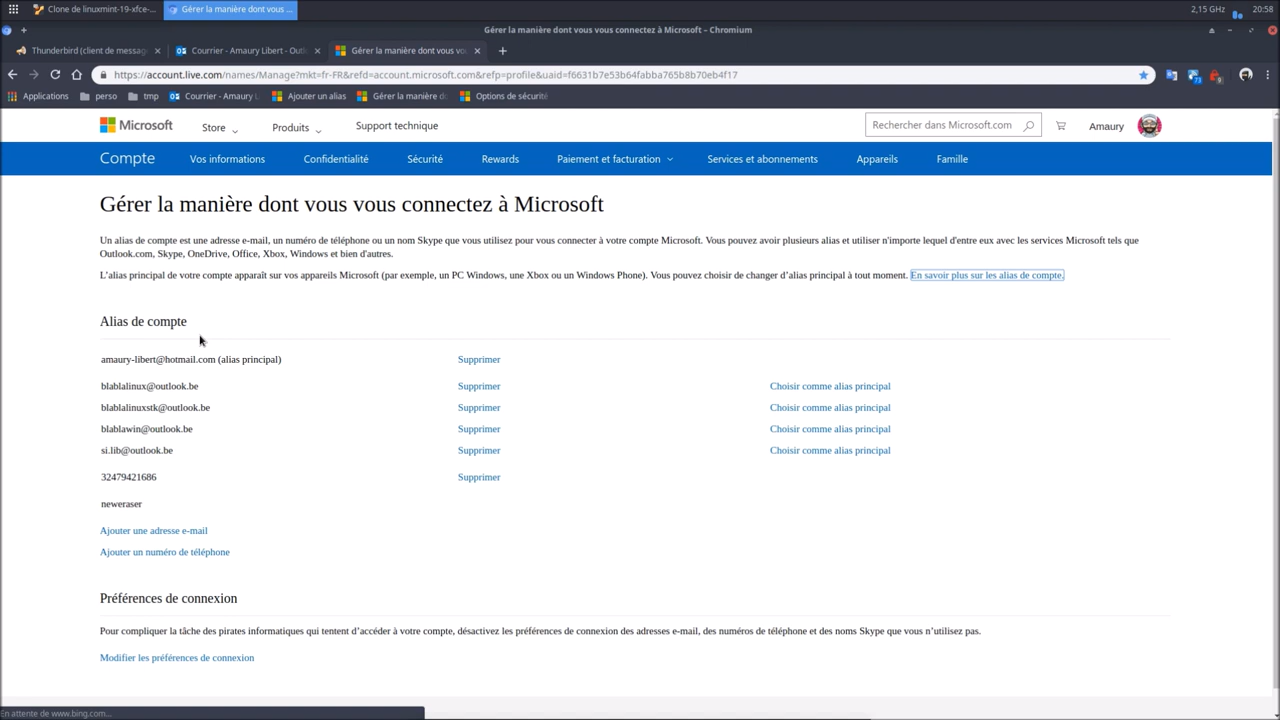 Clone de linuxmint-19-xfce-... Gérer la manière dont vous ... 2,15 GHz 20:58
Gérer la manière dont vous vous connectez à Microsoft – Chromium
Thunderbird (client de messag Courrier - Amaury Libert - Outl Gérer la manière dont vous vo
https://account.live.com/names/Manage?mkt=fr-FR&refd=account.microsoft.com&refp=profile&uaid=f6631b7e53b64fabba765b8b70eb4f17
Applications perso tmp Courrier - Amaury L Ajouter un alias Gérer la manière do Options de sécurité
Microsoft Store Produits Support technique Rechercher dans Microsoft.com Amaury
Compte Vos informations Confidentialité Sécurité Rewards Paiement et facturation Services et abonnements Appareils Famille
Gérer la manière dont vous vous connectez à Microsoft
Un alias de compte est une adresse e-mail, un numéro de téléphone ou un nom Skype que vous utilisez pour vous connecter à votre compte Microsoft. Vous pouvez avoir plusieurs alias et utiliser n'importe lequel d'entre eux avec les services Microsoft tels que
Outlook.com, Skype, OneDrive, Office, Xbox, Windows et bien d'autres.
L’alias principal de votre compte apparaît sur vos appareils Microsoft (par exemple, un PC Windows, une Xbox ou un Windows Phone). Vous pouvez choisir de changer d’alias principal à tout moment. En savoir plus sur les alias de compte.
Alias de compte
amaury-libert@hotmail.com (alias principal) Supprimer
blablalinux@outlook.be Supprimer Choisir comme alias principal
blablalinuxstk@outlook.be Supprimer Choisir comme alias principal
blablawin@outlook.be Supprimer Choisir comme alias principal
si.lib@outlook.be Supprimer Choisir comme alias principal
32479421686 Supprimer
neweraser
Ajouter une adresse e-mail
Ajouter un numéro de téléphone
Préférences de connexion
Pour compliquer la tâche des pirates informatiques qui tentent d’accéder à votre compte, désactivez les préférences de connexion des adresses e-mail, des numéros de téléphone et des noms Skype que vous n’utilisez pas.
Modifier les préférences de connexion
En attente de www.bing.com...